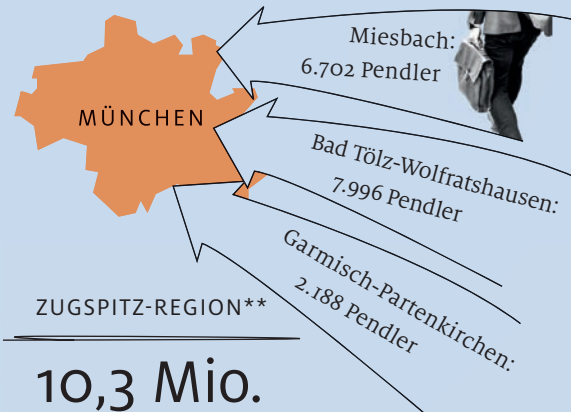 Miesbach:
6.702 Pendler
MÜNCHEN
Bad Tölz-Wolfratshausen:
7.996 Pendler
Garmisch-Partenkirchen:
2.188 Pendler
ZUGSPITZ-REGION**
10,3 Mio.